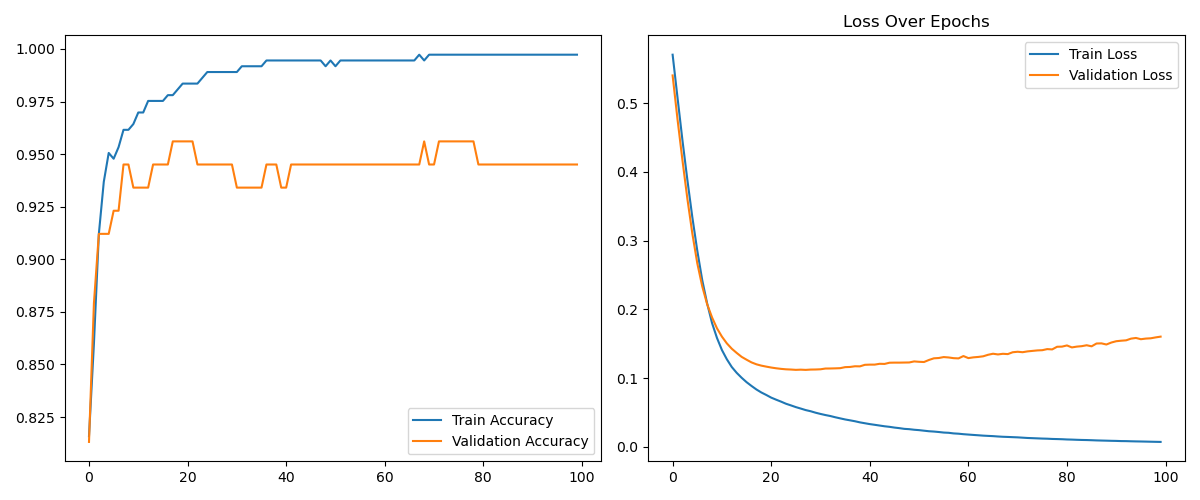 1.000
0.975
0.950
0.925
0.900
0.875
0.850
0.825
0 20 40 60 80 100
Train Accuracy
Validation Accuracy
Loss Over Epochs
0.5
0.4
0.3
0.2
0.1
0.0
0 20 40 60 80 100
Train Loss
Validation Loss